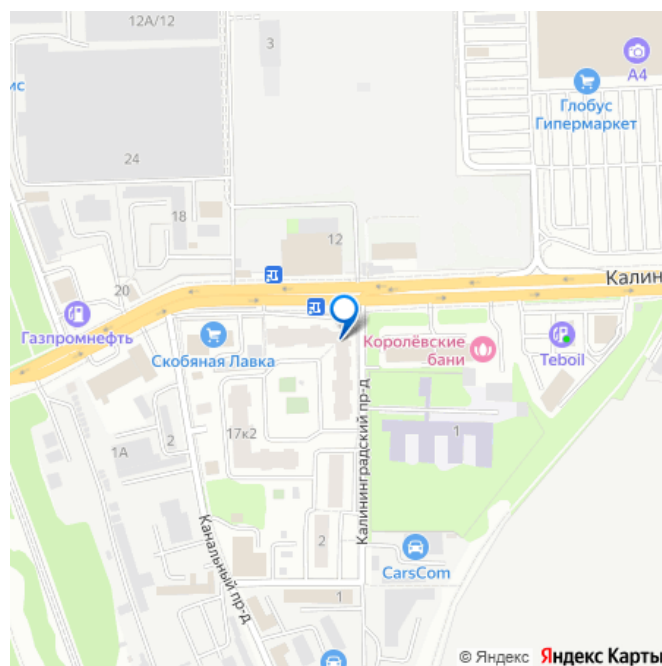 12А/12
3
А4
ис
Глобус
Гипермаркет
24
18
12
20
Калин
Газпромнефть
Скобяная Лавка
Королёвские
бани
Teboil
Калининградский пр-д
17к2
1
1А
2
2
Канальный пр-д
CarsCom
1
© Яндекс Яндекс Карты